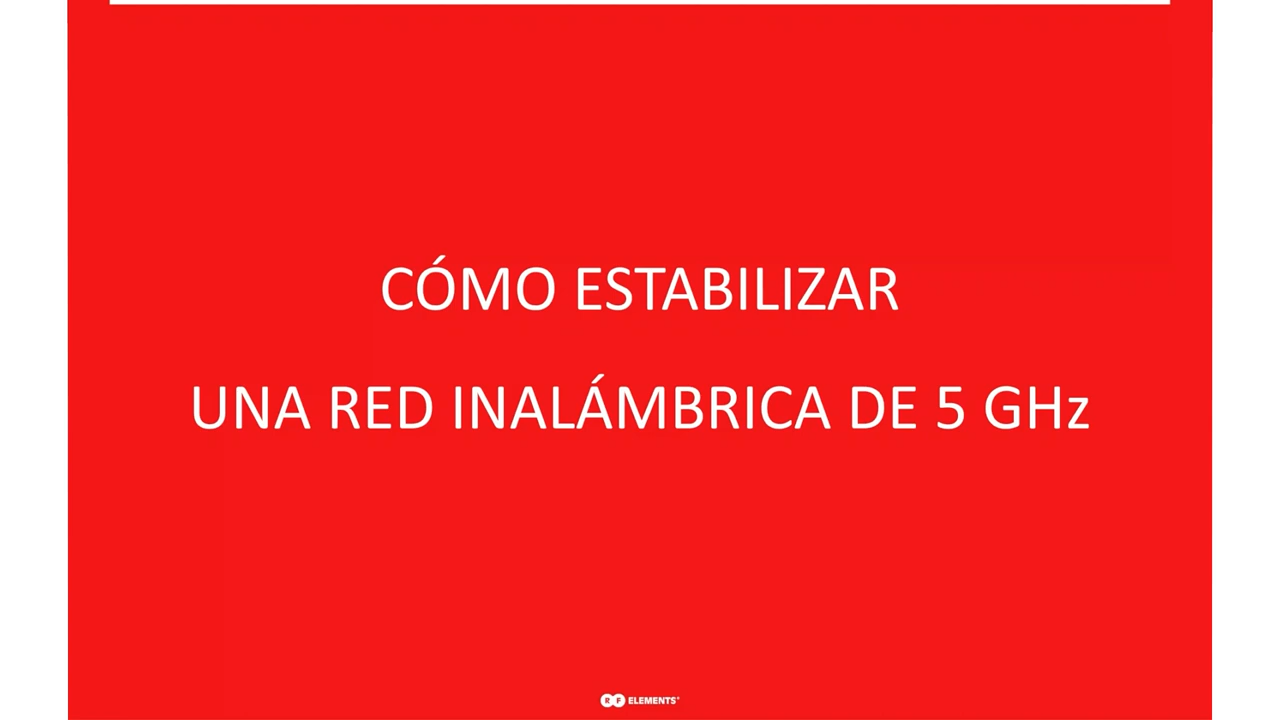 CÓMO ESTABILIZAR
UNA RED INALÁMBRICA DE 5 GHz
RF ELEMENTS®